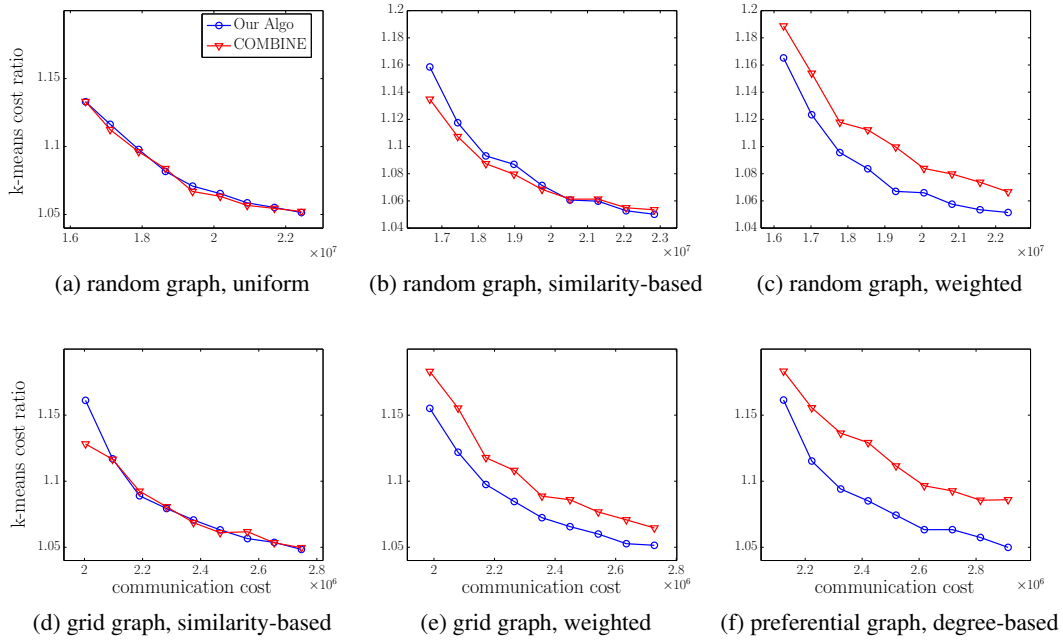 Our Algo
COMBINE
k-means cost ratio
1.15
1.1
1.05
1.6 1.7 1.8 1.9 2 2.1 2.2
×10^7
(a) random graph, uniform
1.2
1.18
1.16
1.14
1.12
1.1
1.08
1.06
1.04
1.7 1.8 1.9 2 2.1 2.2 2.3
×10^7
(b) random graph, similarity-based
1.2
1.18
1.16
1.14
1.12
1.1
1.08
1.06
1.04
1.6 1.7 1.8 1.9 2 2.1 2.2
×10^7
(c) random graph, weighted
k-means cost ratio
1.15
1.1
1.05
2 2.2 2.4 2.6 2.8
×10^6
communication cost
(d) grid graph, similarity-based
1.15
1.1
1.05
2 2.2 2.4 2.6 2.8
×10^6
communication cost
(e) grid graph, weighted
1.15
1.1
1.05
2.2 2.4 2.6 2.8
×10^6
communication cost
(f) preferential graph, degree-based